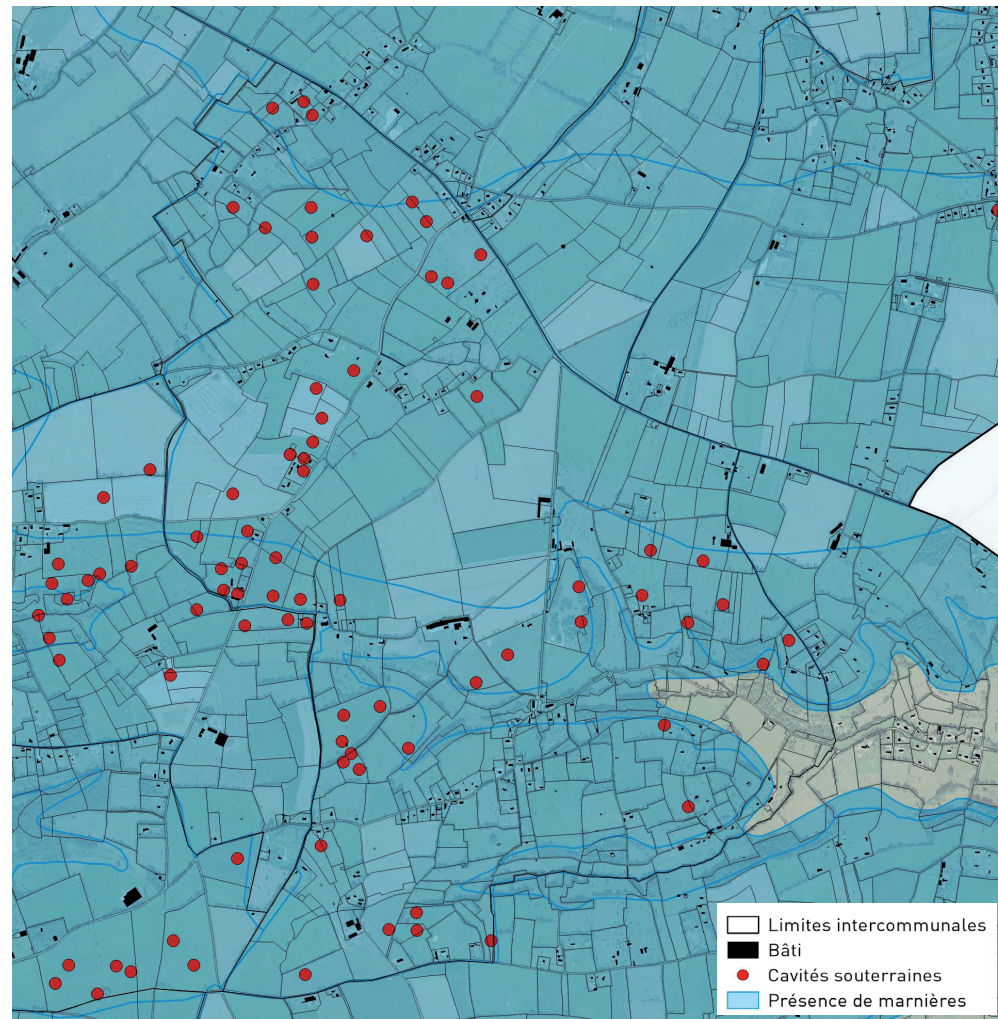 Limites intercommunales
Bâti
Cavités souterraines
Présence de marnières